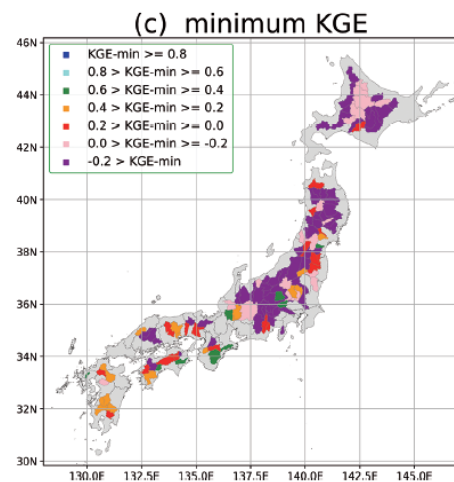 (c) minimum KGE
46N
44N
42N
40N
38N
36N
34N
32N
30N
KGE-min >= 0.8
0.8 > KGE-min >= 0.6
0.6 > KGE-min >= 0.4
0.4 > KGE-min >= 0.2
0.2 > KGE-min >= 0.0
0.0 > KGE-min >= -0.2
-0.2 > KGE-min
130.0E 132.5E 135.0E 137.5E 140.0E 142.5E 145.0E